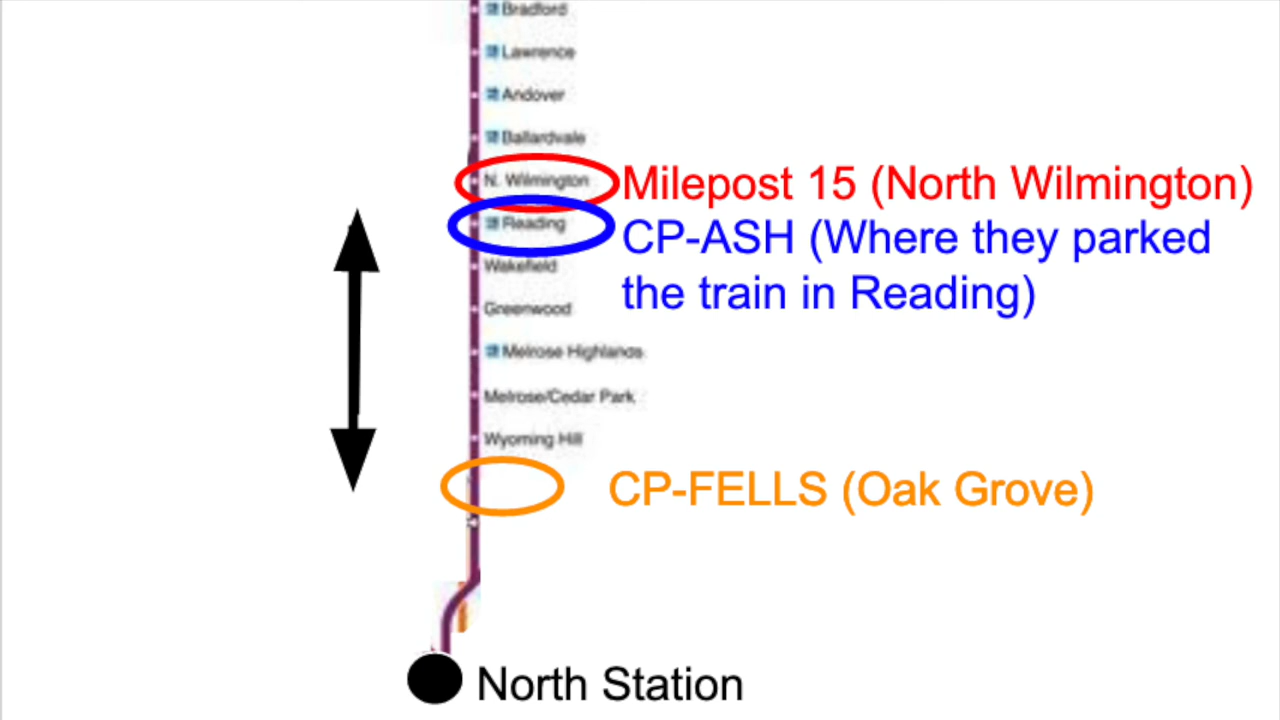 Bradford
Lawrence
Andover
Ballardvale
N. Wilmington
Milepost 15 (North Wilmington)
Reading
CP-ASH (Where they parked
the train in Reading)
Wakefield
Greenwood
Melrose Highlands
Melrose/Cedar Park
Wyoming Hill
CP-FELLS (Oak Grove)
North Station